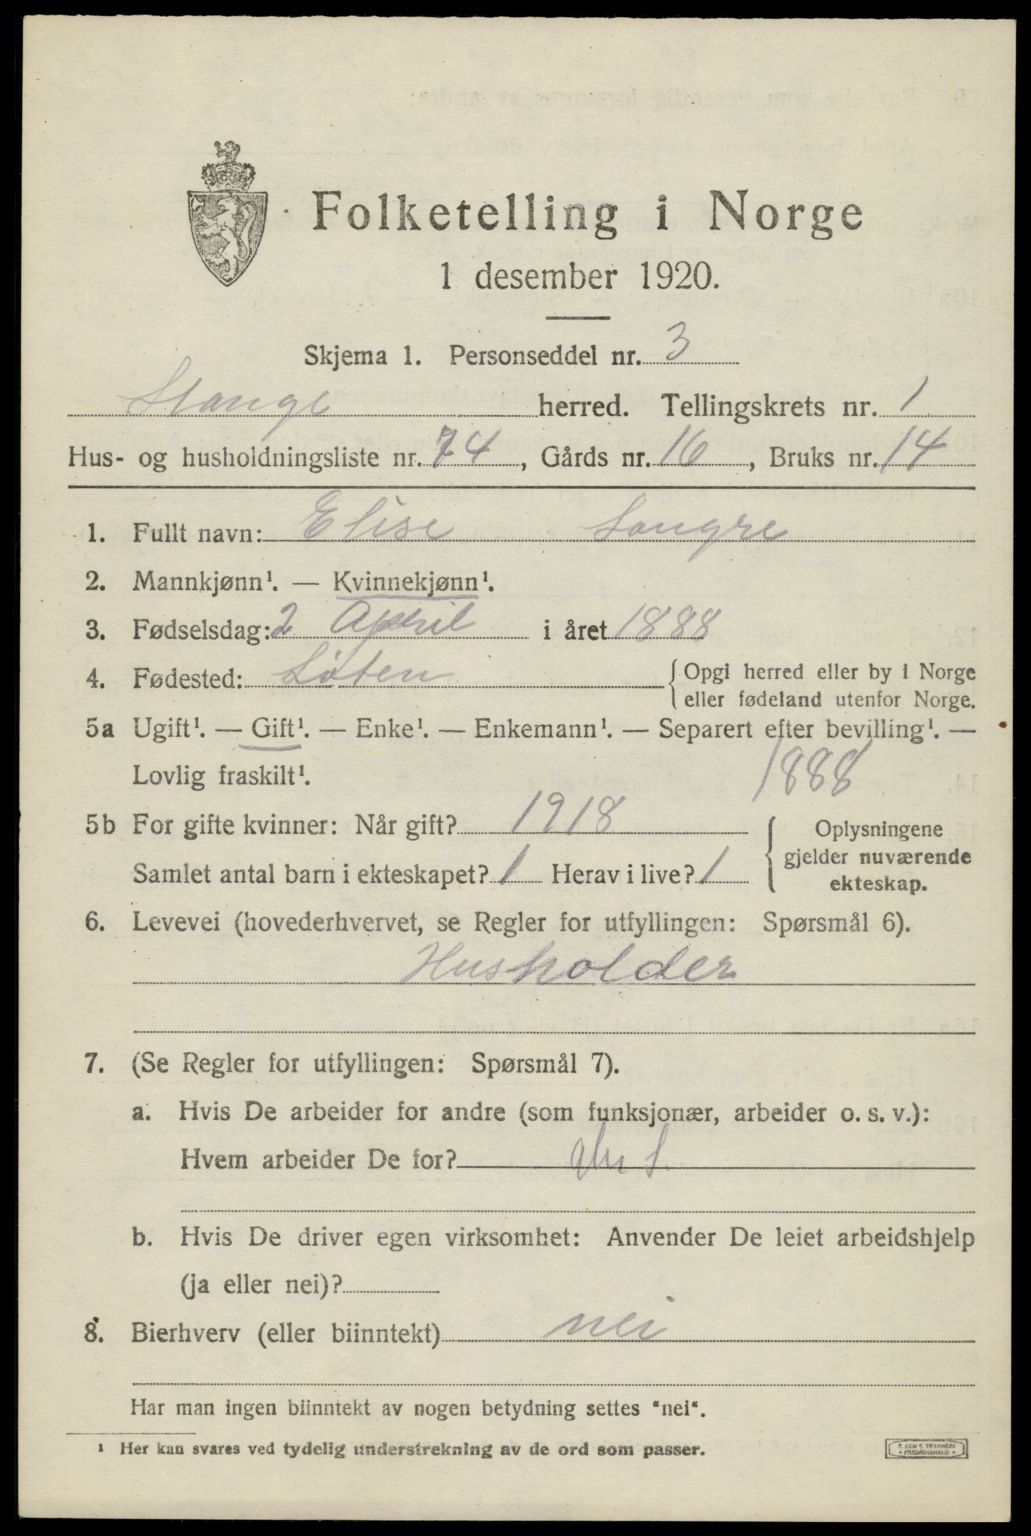 Folketelling i Norge
1 desember 1920.
Skjema 1. Personseddel nr. 3
Stange herred. Tellingskrets nr. 1
Hus- og husholdningsliste nr. 74, Gårds nr. 16, Bruks nr. 14
1. Fullt navn: Elise
2. Mannkjønn¹. — Kvinnekjønn¹.
3. Fødselsdag: 2 April i året 1888
4. Fødested: Løten { Opgi herred eller by i Norge
eller fødeland utenfor Norge.
5a Ugift¹. — Gift¹. — Enke¹. — Enkemann¹. — Separert efter bevilling¹. —
Lovlig fraskilt¹. 1888
5b For gifte kvinner: Når gift? 1918
Samlet antal barn i ekteskapet? 1 Herav i live? 1
Oplysningene
gjelder nuværende
ekteskap.
6. Levevei (hovederhvervet, se Regler for utfyllingen: Spørsmål 6).
Husholder
7. (Se Regler for utfyllingen: Spørsmål 7).
a. Hvis De arbeider for andre (som funksjonær, arbeider o. s. v.):
Hvem arbeider De for?
b. Hvis De driver egen virksomhet: Anvender De leiet arbeidshjelp
(ja eller nei)?
8. Bierhverv (eller biinntekt) nei
Har man ingen biinntekt av nogen betydning settes "nei".
¹ Her kan svares ved tydelig understrekning av de ord som passer.